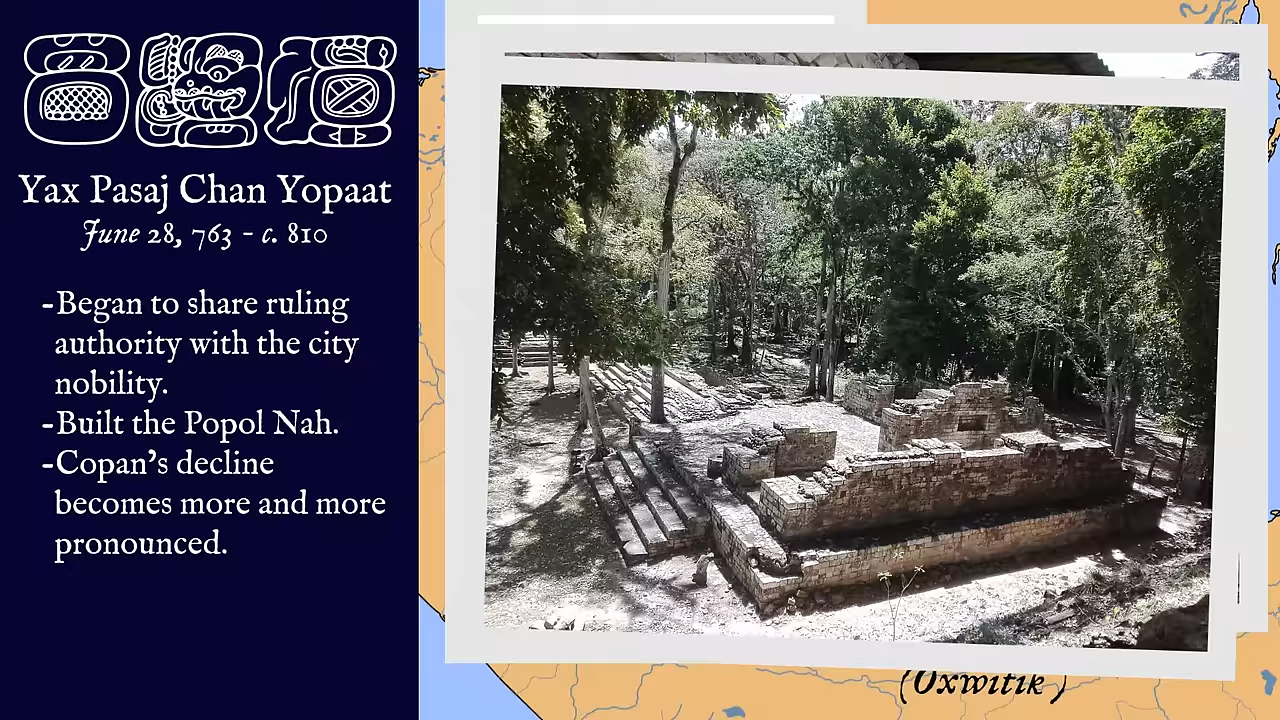 Yax Pasaj Chan Yopaat
June 28, 763 - c. 810
-Began to share ruling
authority with the city
nobility.
-Built the Popol Nah.
-Copan's decline
becomes more and more
pronounced.
(Oxwitik )